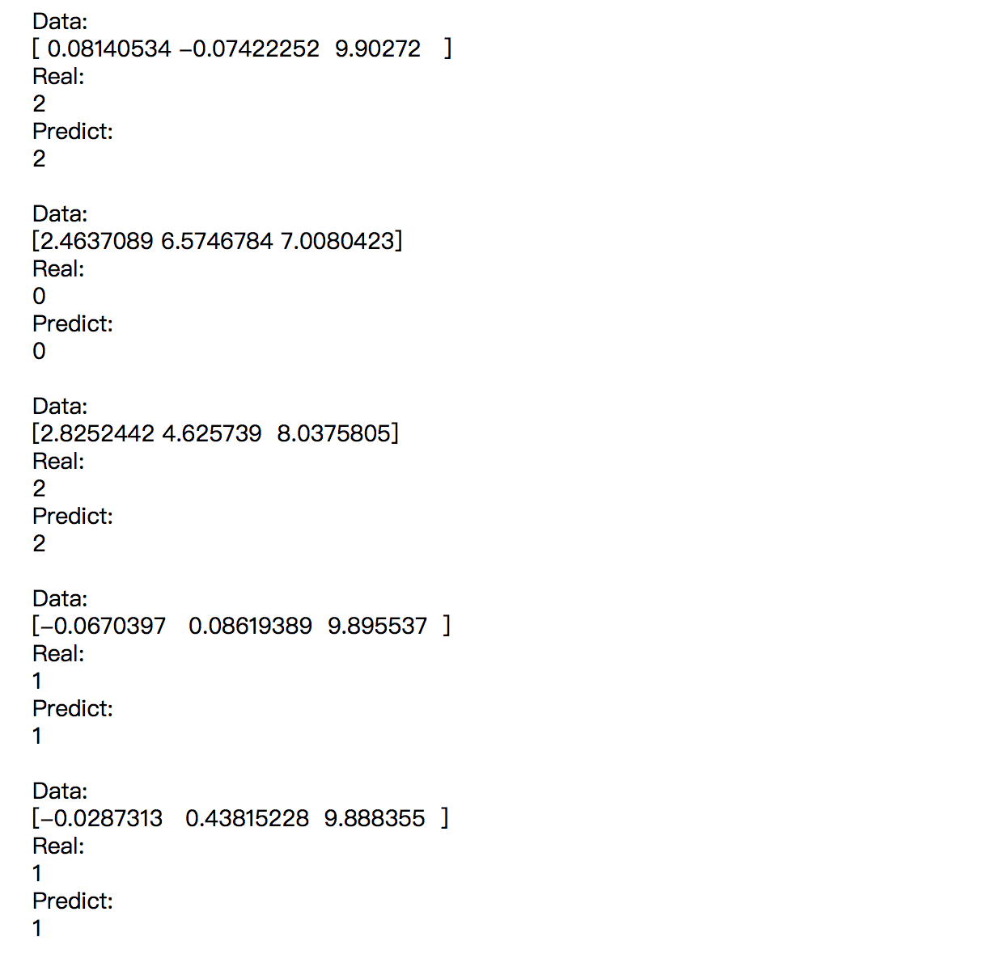 Data:
[ 0.08140534 −0.07422252  9.90272   ]
Real:
2
Predict:
2
Data:
[2.4637089 6.5746784 7.0080423]
Real:
0
Predict:
0
Data:
[2.8252442 4.625739  8.0375805]
Real:
2
Predict:
2
Data:
[−0.0670397   0.08619389  9.895537  ]
Real:
1
Predict:
1
Data:
[−0.0287313   0.43815228  9.888355  ]
Real:
1
Predict:
1